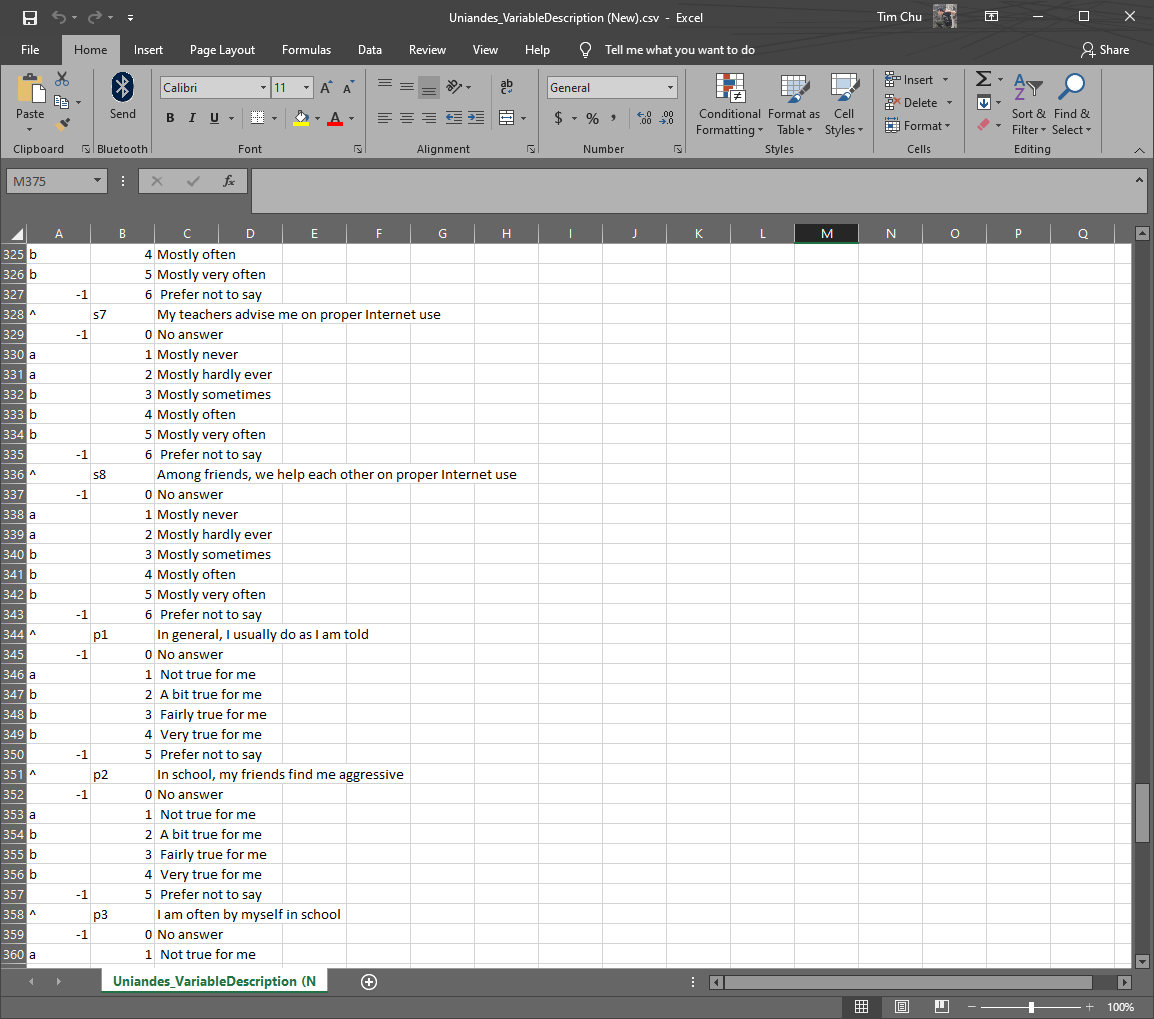 Uniandes_VariableDescription (New).csv - Excel
Tim Chu
File Home Insert Page Layout Formulas Data Review View Help Tell me what you want to do Share
Paste Send Calibri 11 A A General Conditional Formatting Format as Table Cell Styles Insert Delete Format Sort & Filter Find & Select
B I U A ab $ % , .00
Clipboard Bluetooth Font Alignment Number Styles Cells Editing
M375 fx
A B C D E F G H I J K L M N O P Q
325 b 4 Mostly often
326 b 5 Mostly very often
327 -1 6 Prefer not to say
328 ^ s7 My teachers advise me on proper Internet use
329 -1 0 No answer
330 a 1 Mostly never
331 a 2 Mostly hardly ever
332 b 3 Mostly sometimes
333 b 4 Mostly often
334 b 5 Mostly very often
335 -1 6 Prefer not to say
336 ^ s8 Among friends, we help each other on proper Internet use
337 -1 0 No answer
338 a 1 Mostly never
339 a 2 Mostly hardly ever
340 b 3 Mostly sometimes
341 b 4 Mostly often
342 b 5 Mostly very often
343 -1 6 Prefer not to say
344 ^ p1 In general, I usually do as I am told
345 -1 0 No answer
346 a 1 Not true for me
347 b 2 A bit true for me
348 b 3 Fairly true for me
349 b 4 Very true for me
350 -1 5 Prefer not to say
351 ^ p2 In school, my friends find me aggressive
352 -1 0 No answer
353 a 1 Not true for me
354 b 2 A bit true for me
355 b 3 Fairly true for me
356 b 4 Very true for me
357 -1 5 Prefer not to say
358 ^ p3 I am often by myself in school
359 -1 0 No answer
360 a 1 Not true for me
Uniandes_VariableDescription (N
100%